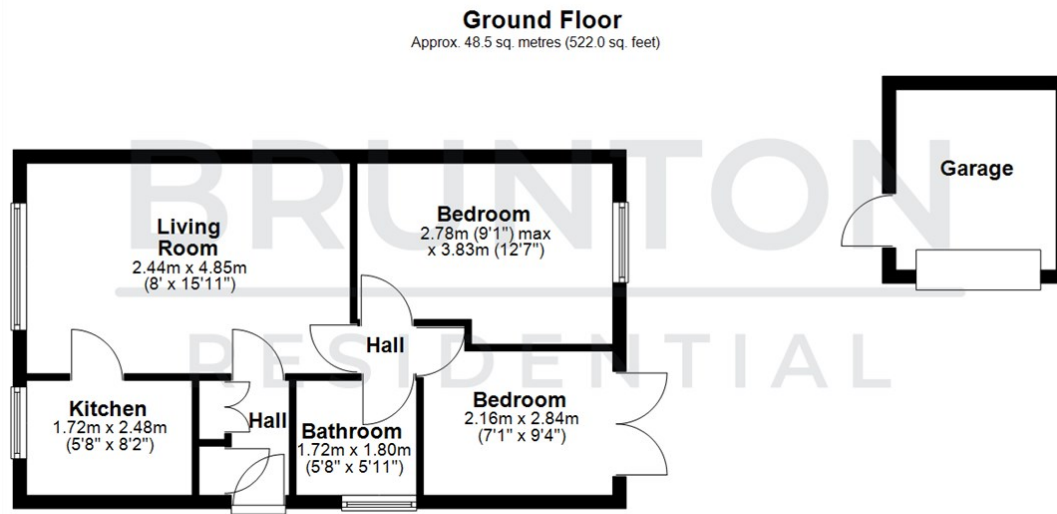 Ground Floor
Approx. 48.5 sq. metres (522.0 sq. feet)
BRUNTON
RESIDENTIAL
Living
Room
2.44m x 4.85m
(8' x 15'11")
Bedroom
2.78m (9'1") max
x 3.83m (12'7")
Garage
Hall
Kitchen
1.72m x 2.48m
(5'8" x 8'2")
Hall
Bathroom
1.72m x 1.80m
(5'8" x 5'11")
Bedroom
2.16m x 2.84m
(7'1" x 9'4")